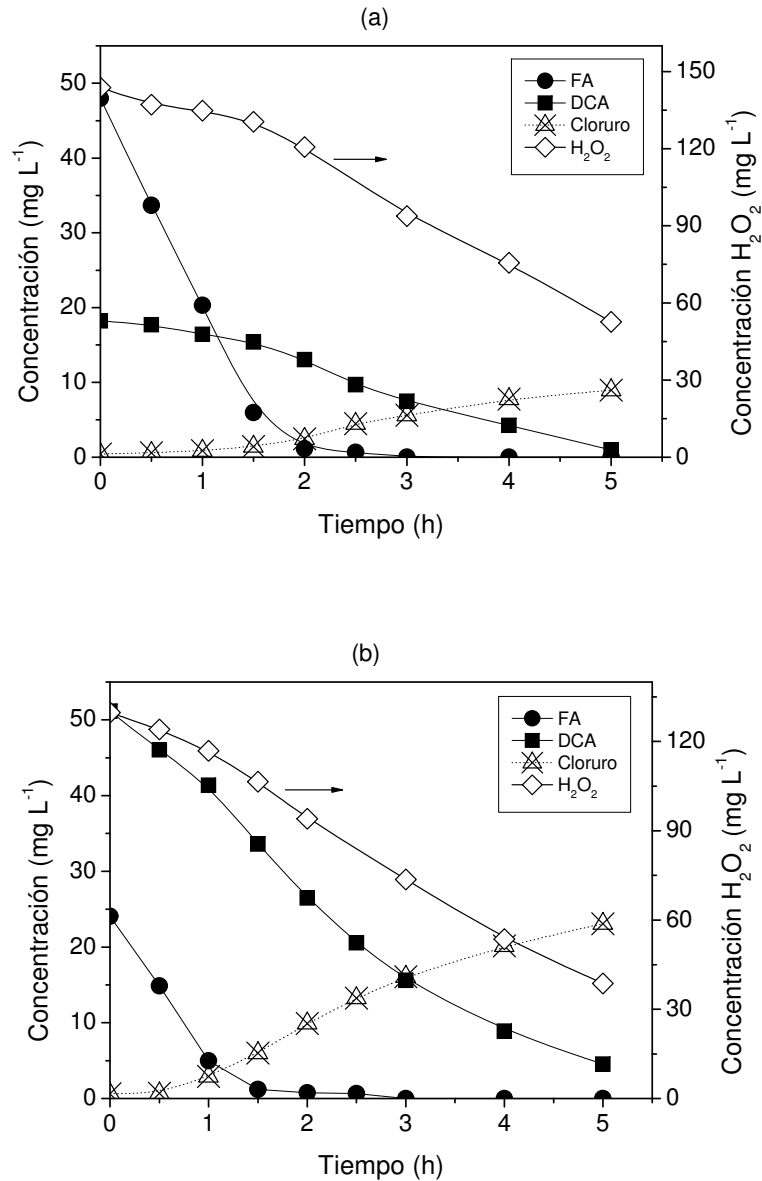 (a)
50
40
30
20
10
0
Concentración (mg L⁻¹)
FA
DCA
Cloruro
H₂O₂
150
120
90
60
30
0
Concentración H₂O₂ (mg L⁻¹)
0 1 2 3 4 5
Tiempo (h)
(b)
50
40
30
20
10
0
Concentración (mg L⁻¹)
FA
DCA
Cloruro
H₂O₂
120
90
60
30
0
Concentración H₂O₂ (mg L⁻¹)
0 1 2 3 4 5
Tiempo (h)